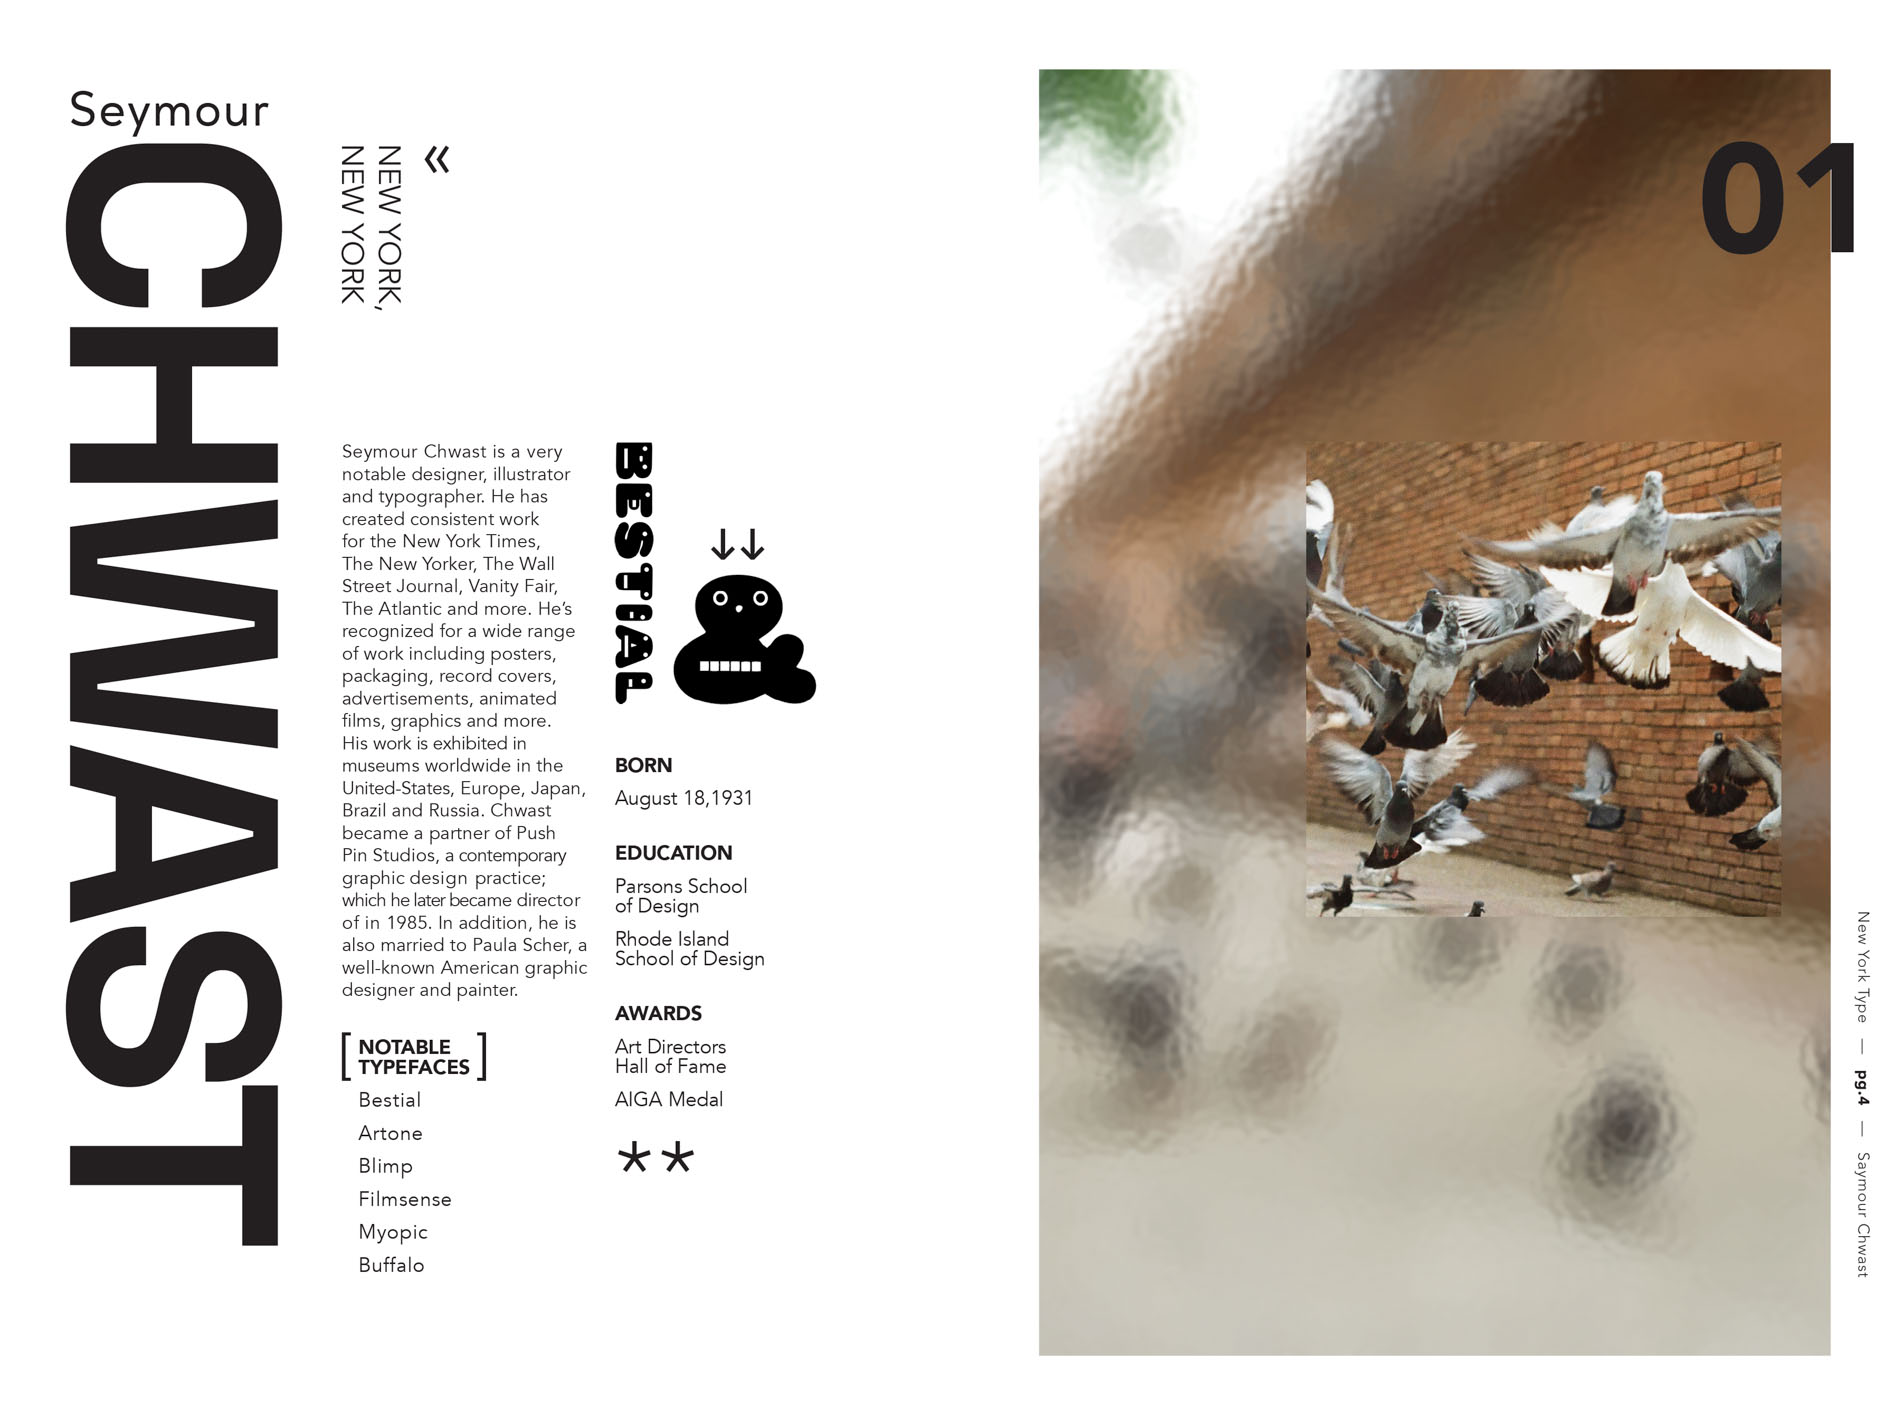 Seymour
CHWAST
«
NEW YORK,
NEW YORK
Seymour Chwast is a very
notable designer, illustrator
and typographer. He has
created consistent work
for the New York Times,
The New Yorker, The Wall
Street Journal, Vanity Fair,
The Atlantic and more. He’s
recognized for a wide range
of work including posters,
packaging, record covers,
advertisements, animated
films, graphics and more.
His work is exhibited in
museums worldwide in the
United-States, Europe, Japan,
Brazil and Russia. Chwast
became a partner of Push
Pin Studios, a contemporary
graphic design practice;
which he later became director
of in 1985. In addition, he is
also married to Paula Scher, a
well-known American graphic
designer and painter.
[NOTABLE
TYPEFACES]
Bestial
Artone
Blimp
Filmsense
Myopic
Buffalo
BESTIAL
↓↓
&
BORN
August 18,1931
EDUCATION
Parsons School
of Design
Rhode Island
School of Design
AWARDS
Art Directors
Hall of Fame
AIGA Medal
**
01
New York Type — pg.4 — Saymour Chwast